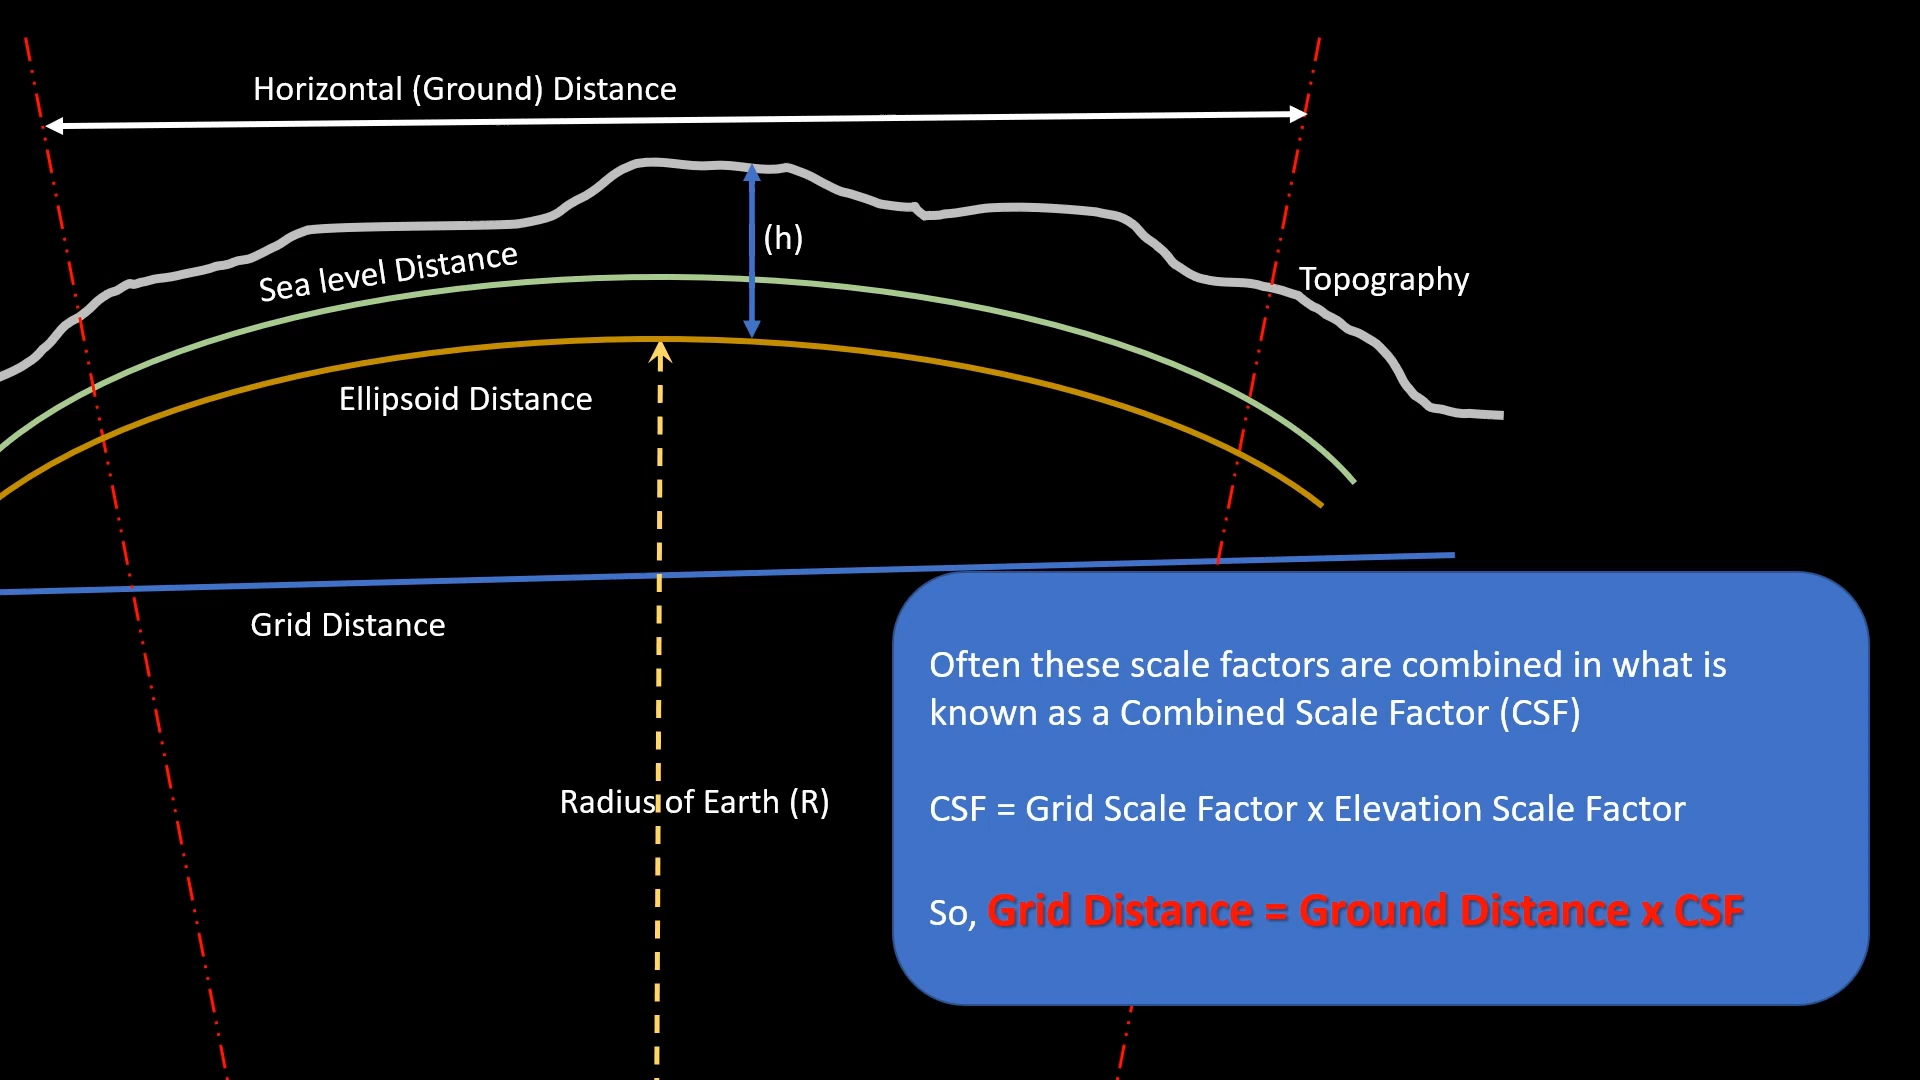 Horizontal (Ground) Distance
(h)
Sea level Distance
Topography
Ellipsoid Distance
Grid Distance
Radius of Earth (R)
Often these scale factors are combined in what is
known as a Combined Scale Factor (CSF)
CSF = Grid Scale Factor x Elevation Scale Factor
So, Grid Distance = Ground Distance x CSF